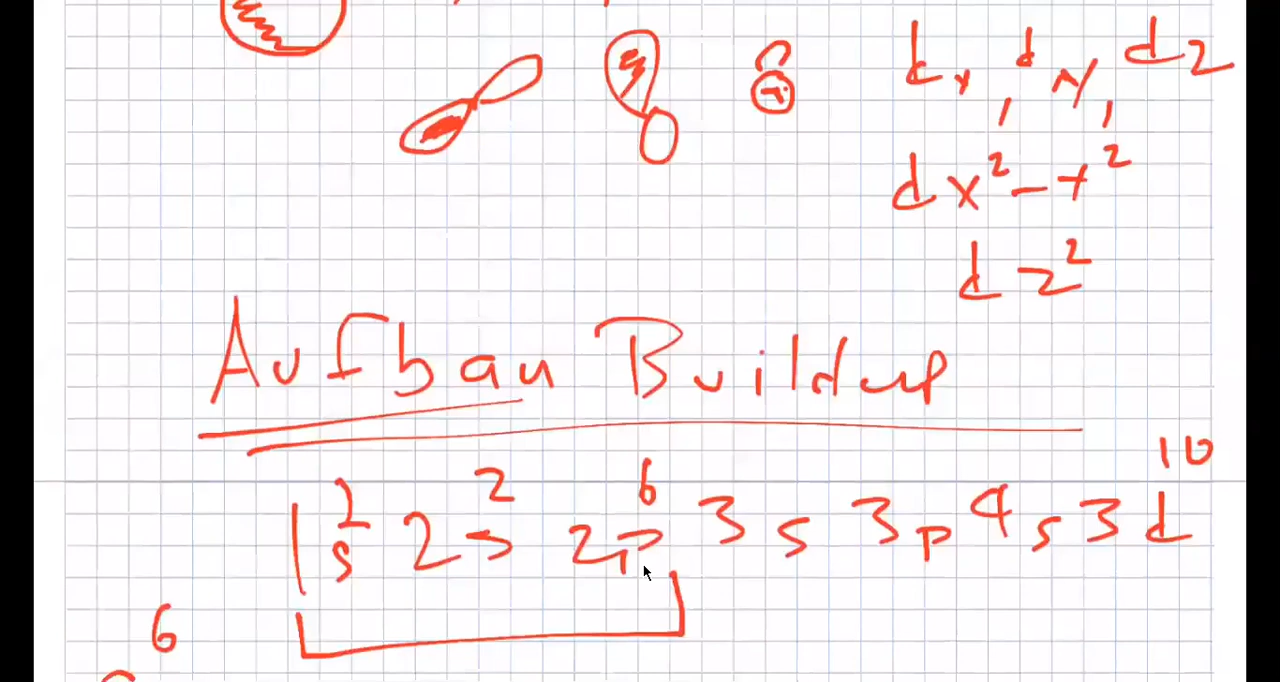 dx, dy, dz
dx² - y²
dz²
Aufbau Buildup
1s² 2s² 2p⁶ 3s 3p 4s 3d¹⁰
6